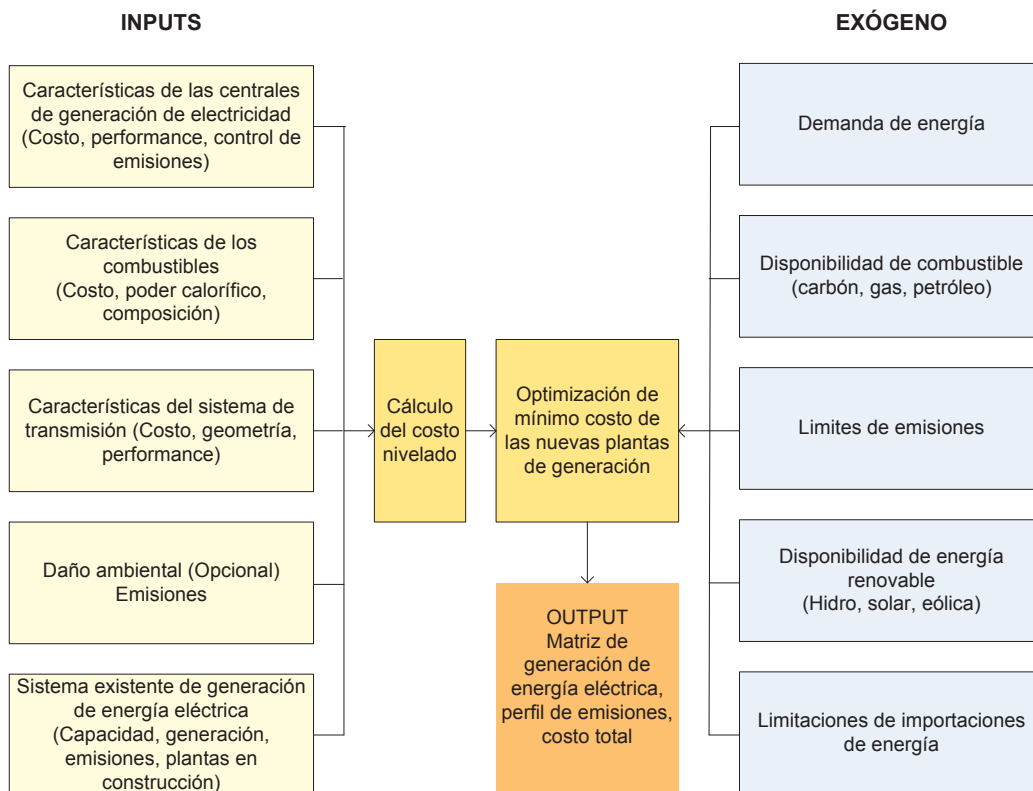 INPUTS
Características de las centrales
de generación de electricidad
(Costo, performance, control de
emisiones)
Características de los
combustibles
(Costo, poder calorífico,
composición)
Características del sistema de
transmisión (Costo, geometría,
performance)
Daño ambiental (Opcional)
Emisiones
Sistema existente de generación
de energía eléctrica
(Capacidad, generación,
emisiones, plantas en
construcción)
Cálculo
del costo
nivelado
Optimización de
mínimo costo de
las nuevas plantas
de generación
OUTPUT
Matriz de
generación de
energía eléctrica,
perfil de emisiones,
costo total
EXÓGENO
Demanda de energía
Disponibilidad de combustible
(carbón, gas, petróleo)
Limites de emisiones
Disponibilidad de energía
renovable
(Hidro, solar, eólica)
Limitaciones de importaciones
de energía